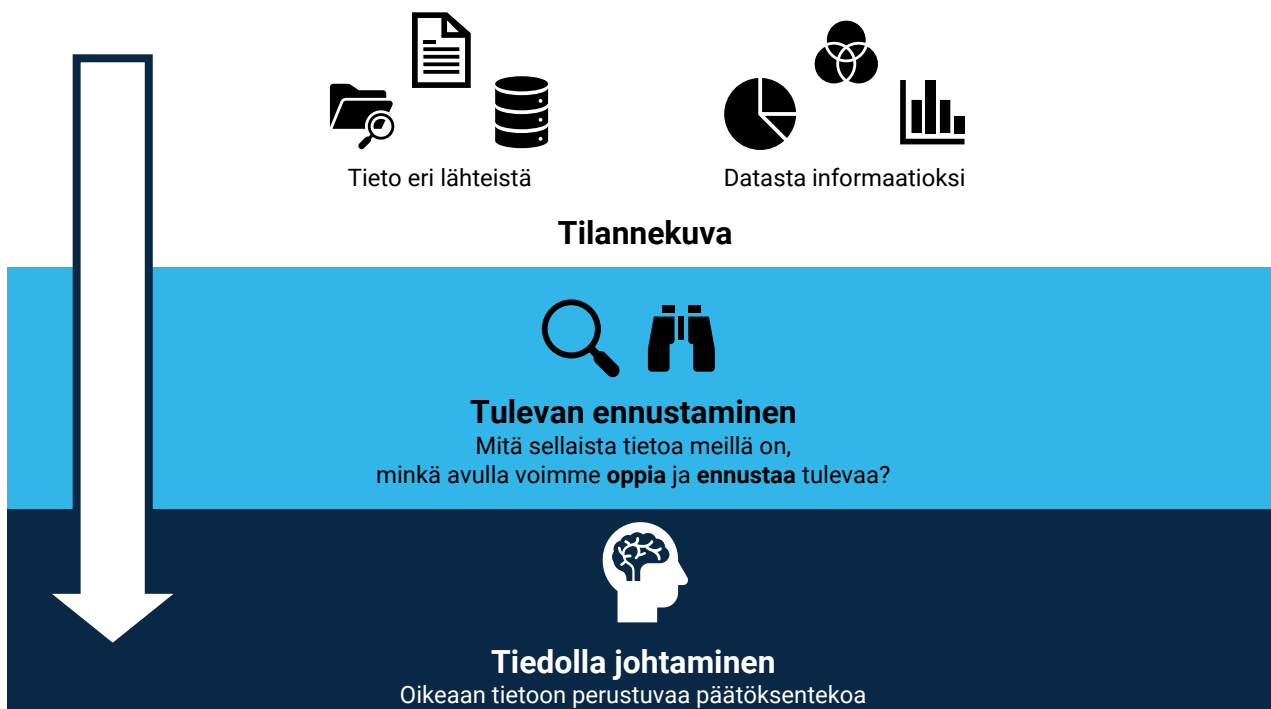 Tieto eri lähteistä
Datasta informaatioksi
Tilannekuva
Tulevan ennustaminen
Mitä sellaista tietoa meillä on,
minkä avulla voimme oppia ja ennustaa tulevaa?
Tiedolla johtaminen
Oikeaan tietoon perustuvaa päätöksentekoa